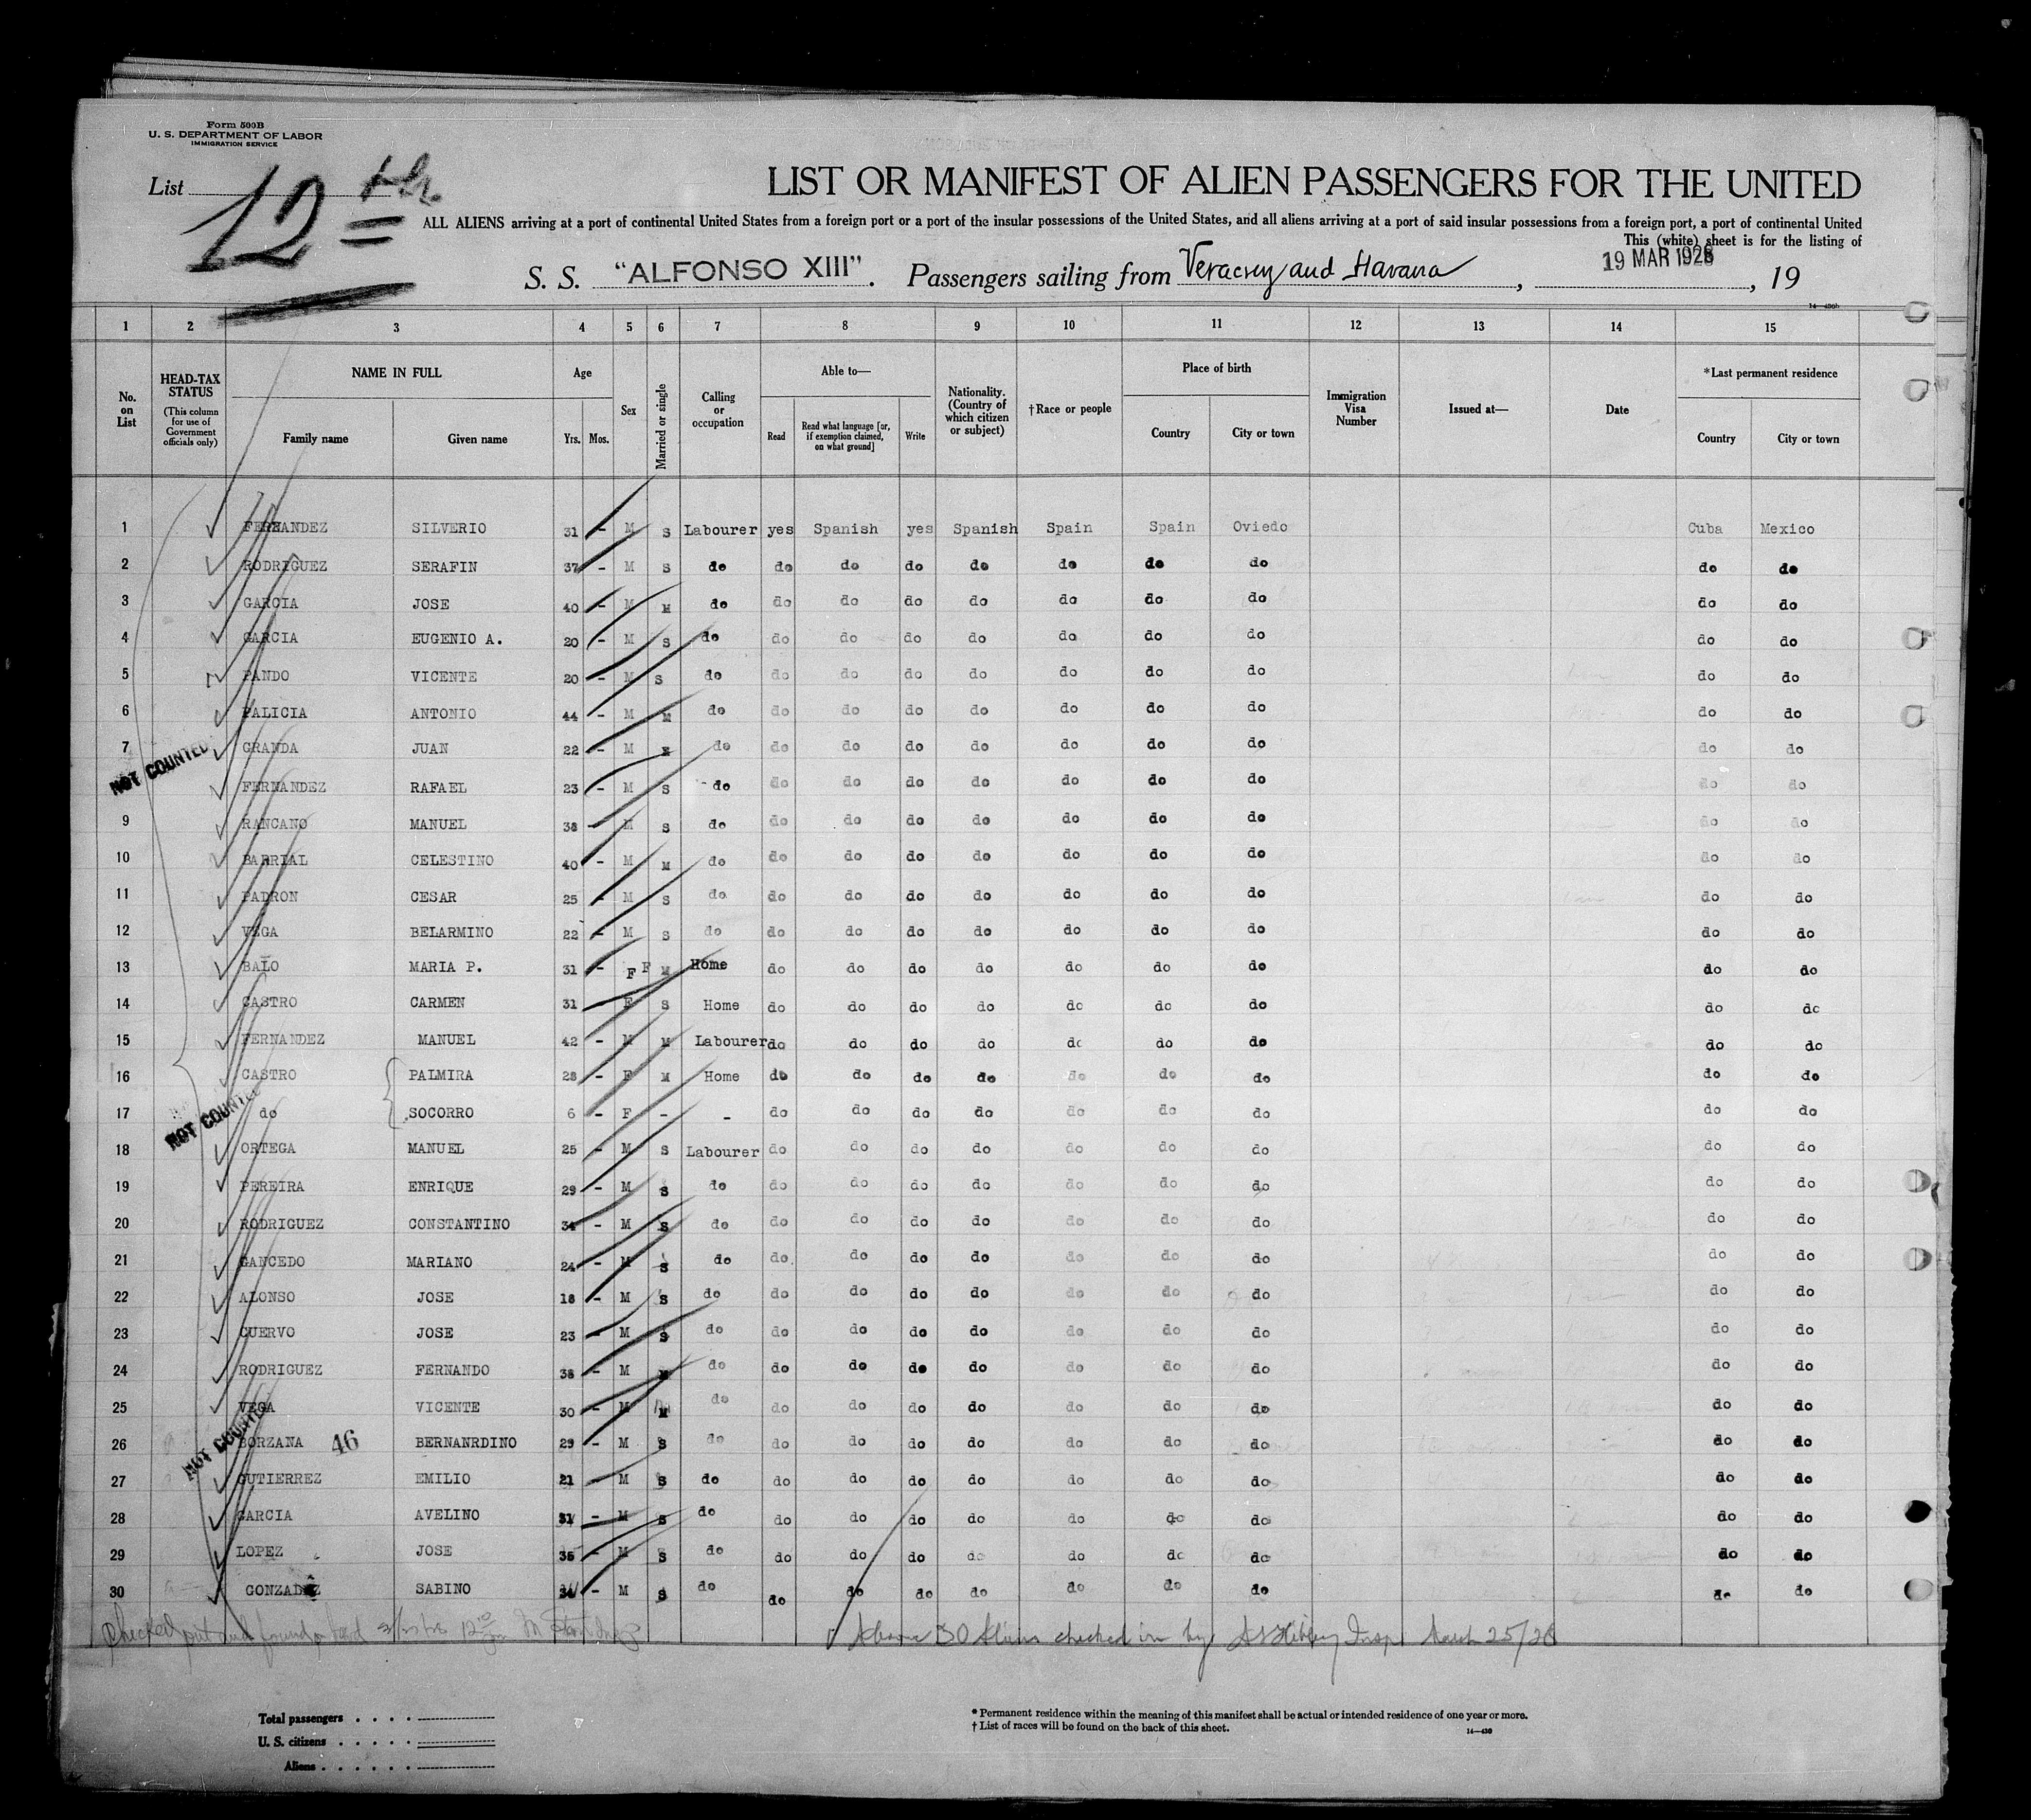 Form 500B
U. S. DEPARTMENT OF LABOR
IMMIGRATION SERVICE
List 12th
LIST OR MANIFEST OF ALIEN PASSENGERS FOR THE UNITED
ALL ALIENS arriving at a port of continental United States from a foreign port or a port of the insular possessions of the United States, and all aliens arriving at a port of said insular possessions from a foreign port, a port of continental United
This (white) sheet is for the listing of
S. S. "ALFONSO XIII". Passengers sailing from Veracruz and Havana, 19 MAR 1928, 19
1 2 3 4 5 6 7 8 9 10 11 12 13 14 15
No. on List
HEAD-TAX STATUS (This column for use of Government officials only)
NAME IN FULL Family name Given name
Age Yrs. Mos.
Sex
Married or single
Calling or occupation
Able to— Read Read what language [or, if exemption claimed, on what ground] Write
Nationality. (Country of which citizen or subject)
†Race or people
Place of birth Country City or town
Immigration Visa Number
Issued at—
Date
*Last permanent residence Country City or town
1 FERNANDEZ SILVERIO 31 - M S Labourer yes Spanish yes Spanish Spain Spain Oviedo Cuba Mexico
2 RODRIGUEZ SERAFIN 37 - M S do do do do do do do do do do
3 GARCIA JOSE 40 - M M do do do do do do do do do do
4 GARCIA EUGENIO A. 20 - M S do do do do do do do do do do
5 PANDO VICENTE 20 - M S do do do do do do do do do do
6 PALICIA ANTONIO 44 - M M do do do do do do do do do do
7 GRANDA JUAN 22 - M do do do do do do do do do do
NOT COUNTED
FERNANDEZ RAFAEL 23 - M S do do do do do do do do do do
9 RANCANO MANUEL 38 - M S do do do do do do do do do do
10 BARRIAL CELESTINO 40 - M M do do do do do do do do do do
11 PADRON CESAR 25 - M S do do do do do do do do do do
12 VEGA BELARMINO 22 - M S do do do do do do do do do do
13 BALO MARIA P. 31 - F F M Home do do do do do do do do do
14 CASTRO CARMEN 31 - F S Home do do do do do do do do do
15 FERNANDEZ MANUEL 42 - M M Labourer do do do do do do do do do
16 CASTRO PALMIRA 28 - F M Home do do do do do do do do do
17 do SOCORRO 6 - F - - do do do do do do do do do
NOT COUNTED
18 ORTEGA MANUEL 25 - M S Labourer do do do do do do do do do
19 PEREIRA ENRIQUE 29 - M S do do do do do do do do do do
20 RODRIGUEZ CONSTANTINO 34 - M S do do do do do do do do do do
21 GANCEDO MARIANO 24 - M S do do do do do do do do do do
22 ALONSO JOSE 18 - M S do do do do do do do do do do
23 CUERVO JOSE 23 - M S do do do do do do do do do do
24 RODRIGUEZ FERNANDO 38 - M M do do do do do do do do do do
25 VEGA VICENTE 30 - M M do do do do do do do do do do
NOT COUNTED
26 BORZANA 46 BERNANRDINO 29 - M S do do do do do do do do do do
27 GUTIERREZ EMILIO 21 M S do do do do do do do do do do
28 GARCIA AVELINO 31 - M S do do do do do do do do do do
29 LOPEZ JOSE 35 - M S do do do do do do do do do do
30 SABINO - M S do do do do do do do do do do
Checked out and found on board
Above 30 Aliens checked in by Insp March 25/28
Total passengers . . . .
U. S. citizens . . . . .
Aliens . . . . . .
* Permanent residence within the meaning of this manifest shall be actual or intended residence of one year or more.
† List of races will be found on the back of this sheet.
14—430